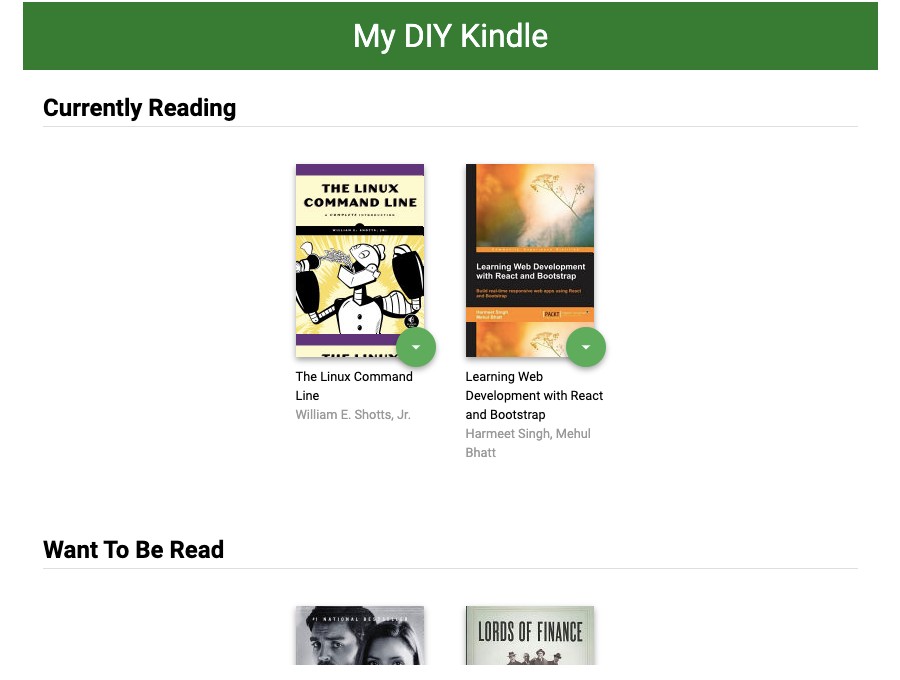 My DIY Kindle
Currently Reading
THE LINUX
COMMAND LINE
A COMPLETE INTRODUCTION
WILLIAM E. SHOTTS, JR.
THE LINUX
Learning Web Development
with React and Bootstrap
Build real-time responsive web apps using React
and Bootstrap
Harmeet Singh
Mehul Bhatt
PACKT
The Linux Command
Line
William E. Shotts, Jr.
Learning Web
Development with React
and Bootstrap
Harmeet Singh, Mehul
Bhatt
Want To Be Read
#1 NATIONAL BESTSELLER
LORDS OF FINANCE